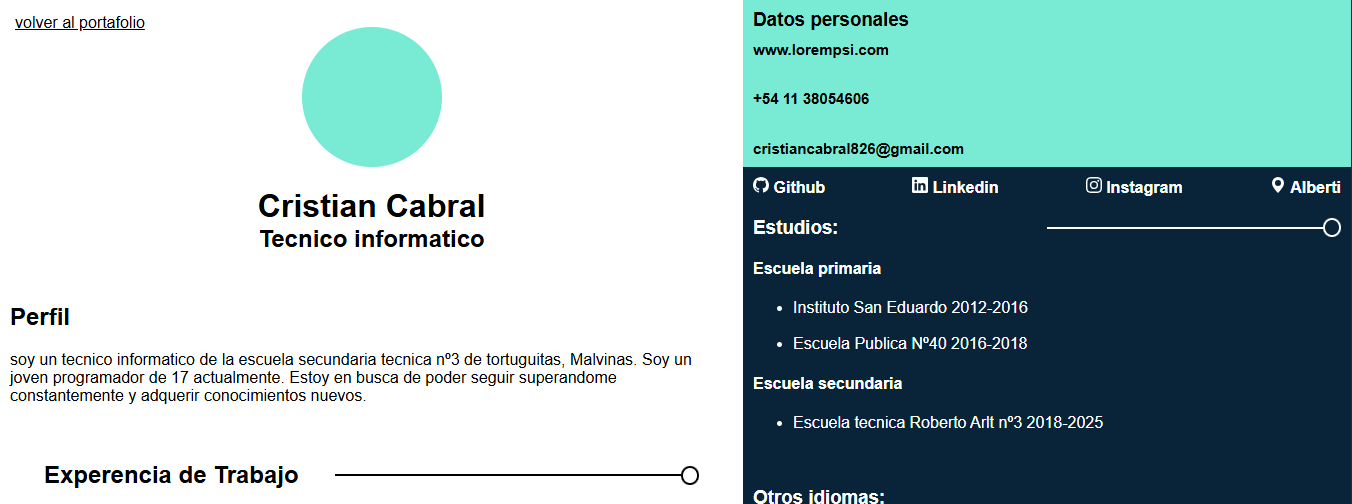 volver al portafolio
Cristian Cabral
Tecnico informatico
Perfil
soy un tecnico informatico de la escuela secundaria tecnica nº3 de tortuguitas, Malvinas. Soy un
joven programador de 17 actualmente. Estoy en busca de poder seguir superandome
constantemente y adquerir conocimientos nuevos.
Experencia de Trabajo
Datos personales
www.lorempsi.com
+54 11 38054606
cristiancabral826@gmail.com
Github Linkedin Instagram Alberti
Estudios:
Escuela primaria
• Instituto San Eduardo 2012-2016
• Escuela Publica Nº40 2016-2018
Escuela secundaria
• Escuela tecnica Roberto Arlt nº3 2018-2025
Otros idiomas: